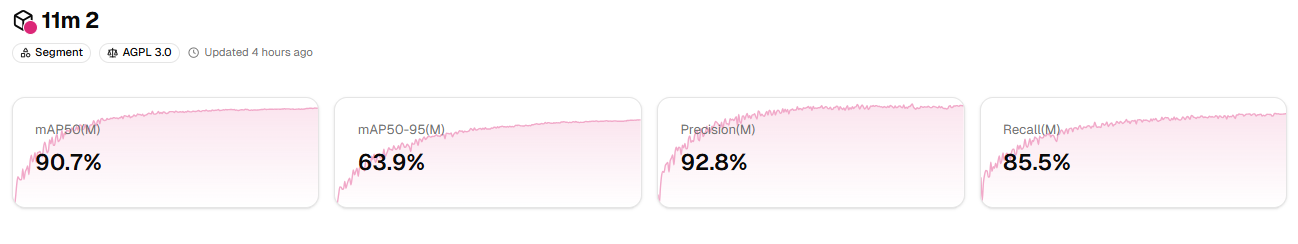 11m 2
Segment AGPL 3.0 Updated 4 hours ago
mAP50(M) mAP50-95(M) Precision(M) Recall(M)
90.7% 63.9% 92.8% 85.5%